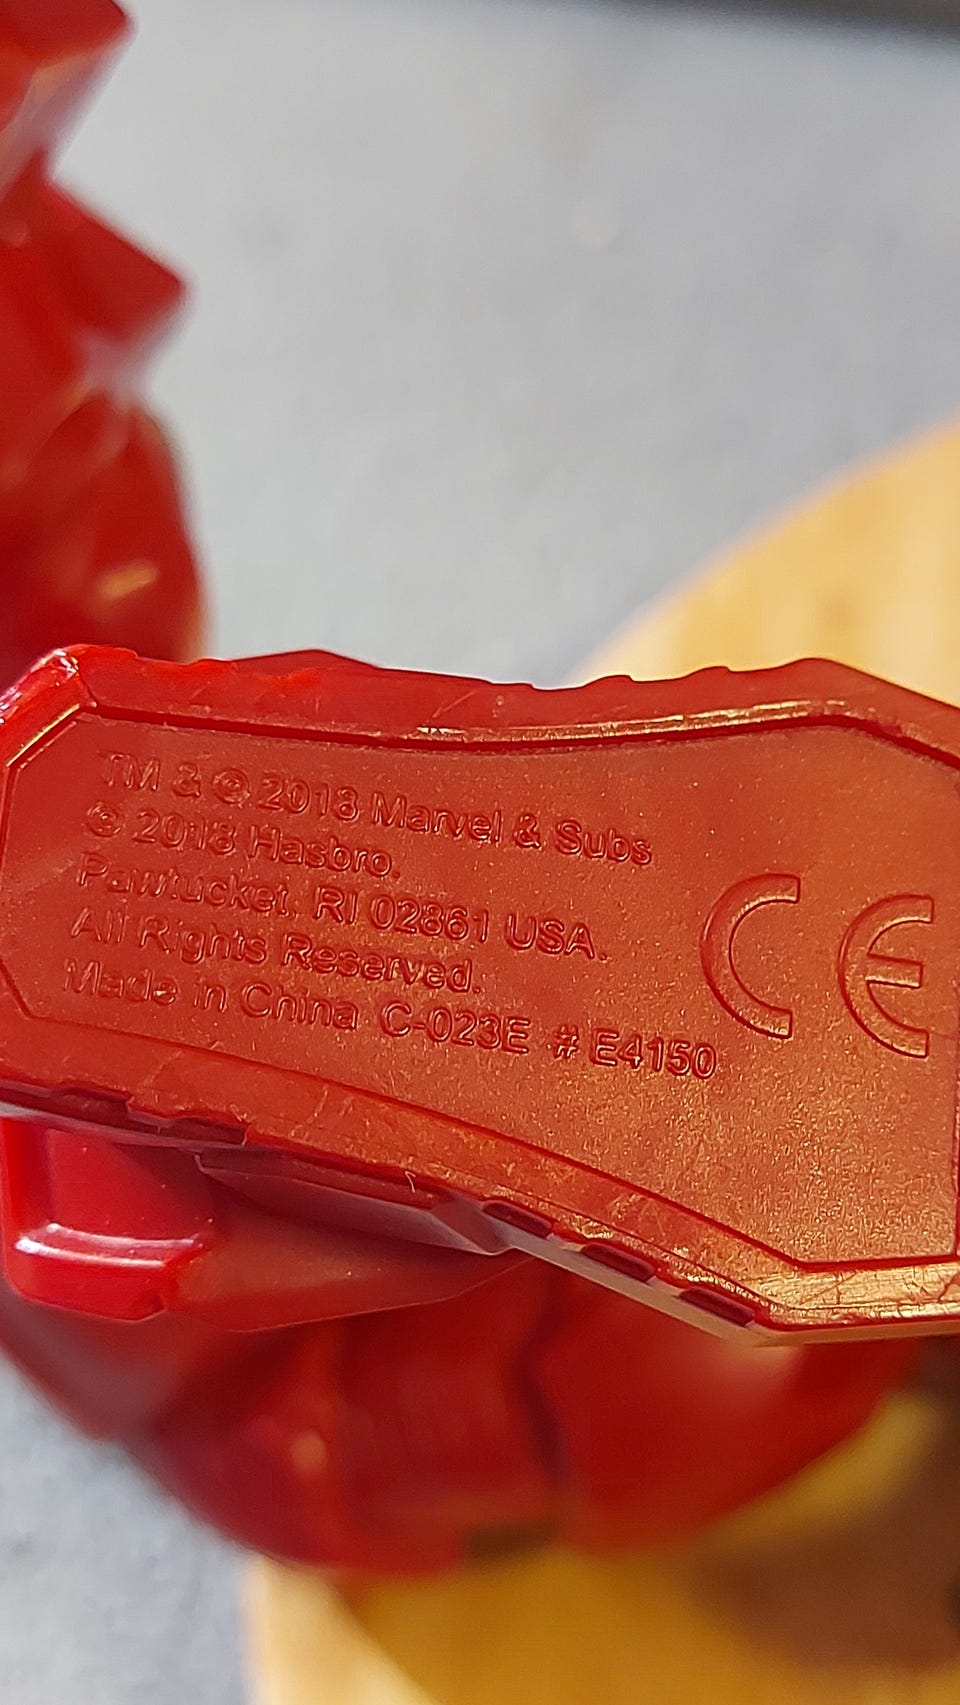 TM & © 2018 Marvel & Subs
© 2018 Hasbro.
Pawtucket, RI 02861 USA.
All Rights Reserved.
Made in China C-023E # E4150
CE